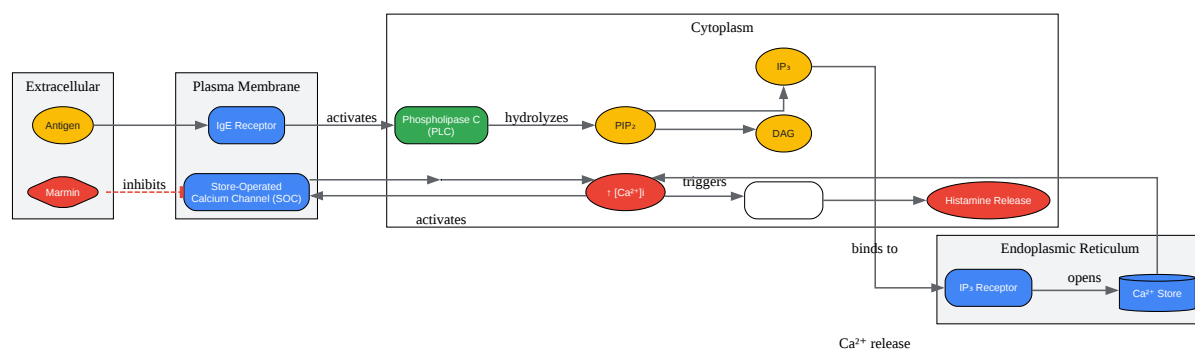 Cytoplasm
Extracellular
Plasma Membrane
IP₃
Antigen
IgE Receptor
activates
Phospholipase C
(PLC)
hydrolyzes
PIP₂
DAG
Marmin
inhibits
Store-Operated
Calcium Channel (SOC)
↑ [Ca²⁺]i
triggers
Histamine Release
activates
binds to
Endoplasmic Reticulum
IP₃ Receptor
opens
Ca²⁺ Store
Ca²⁺ release